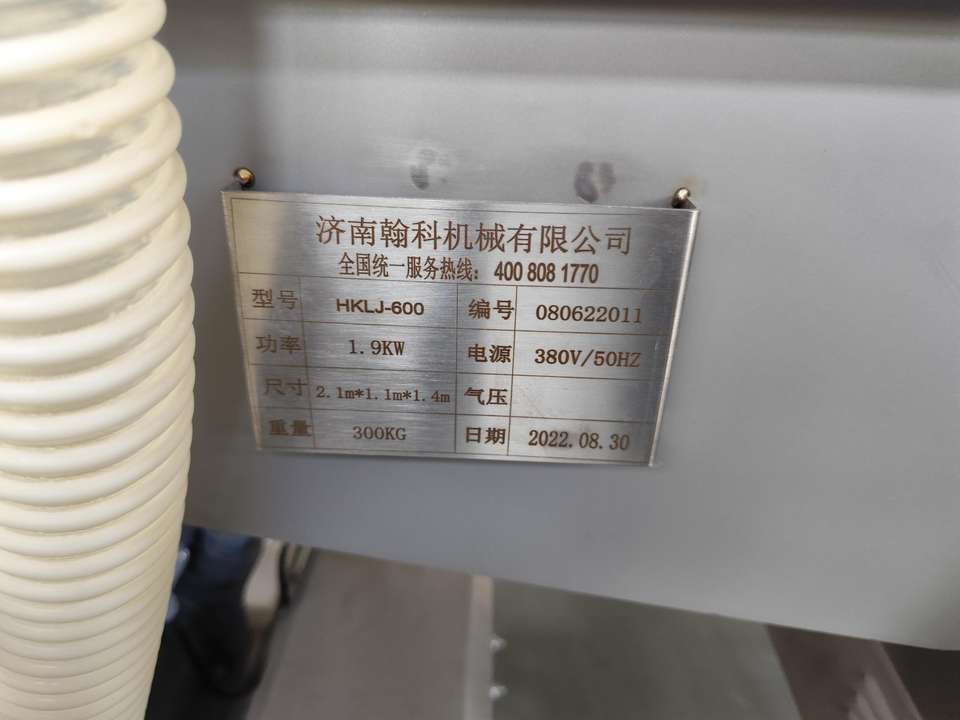 济南翰科机械有限公司
全国统一服务热线：400 808 1770
型号 HKLJ-600 编号 080622011
功率 1.9KW 电源 380V/50HZ
尺寸 2.1m*1.1m*1.4m 气压
重量 300KG 日期 2022.08.30